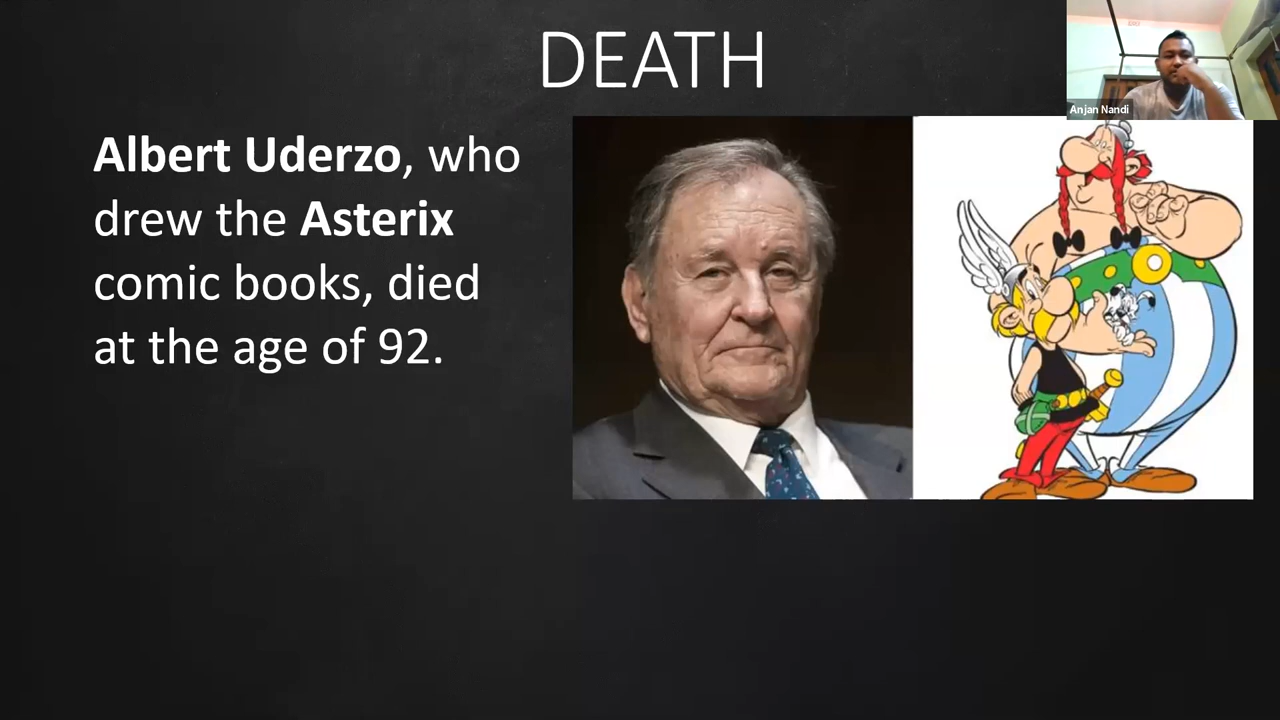 DEATH
Anjan Nandi
Albert Uderzo, who
drew the Asterix
comic books, died
at the age of 92.